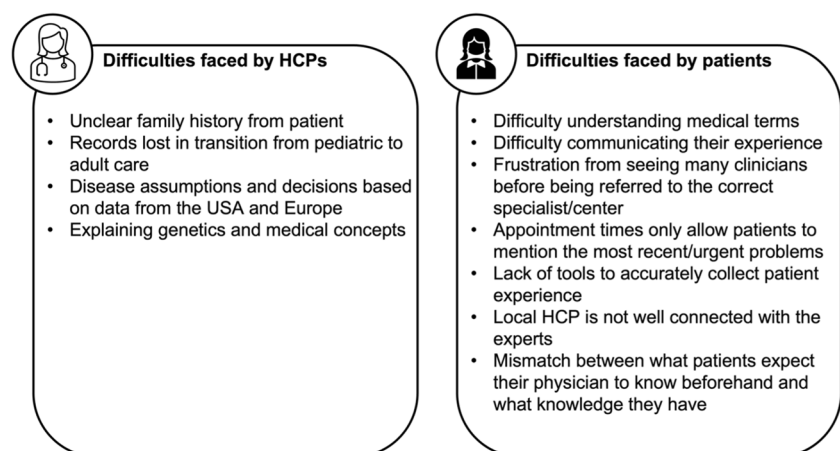 Difficulties faced by HCPs
• Unclear family history from patient
• Records lost in transition from pediatric to
adult care
• Disease assumptions and decisions based
on data from the USA and Europe
• Explaining genetics and medical concepts
Difficulties faced by patients
• Difficulty understanding medical terms
• Difficulty communicating their experience
• Frustration from seeing many clinicians
before being referred to the correct
specialist/center
• Appointment times only allow patients to
mention the most recent/urgent problems
• Lack of tools to accurately collect patient
experience
• Local HCP is not well connected with the
experts
• Mismatch between what patients expect
their physician to know beforehand and
what knowledge they have